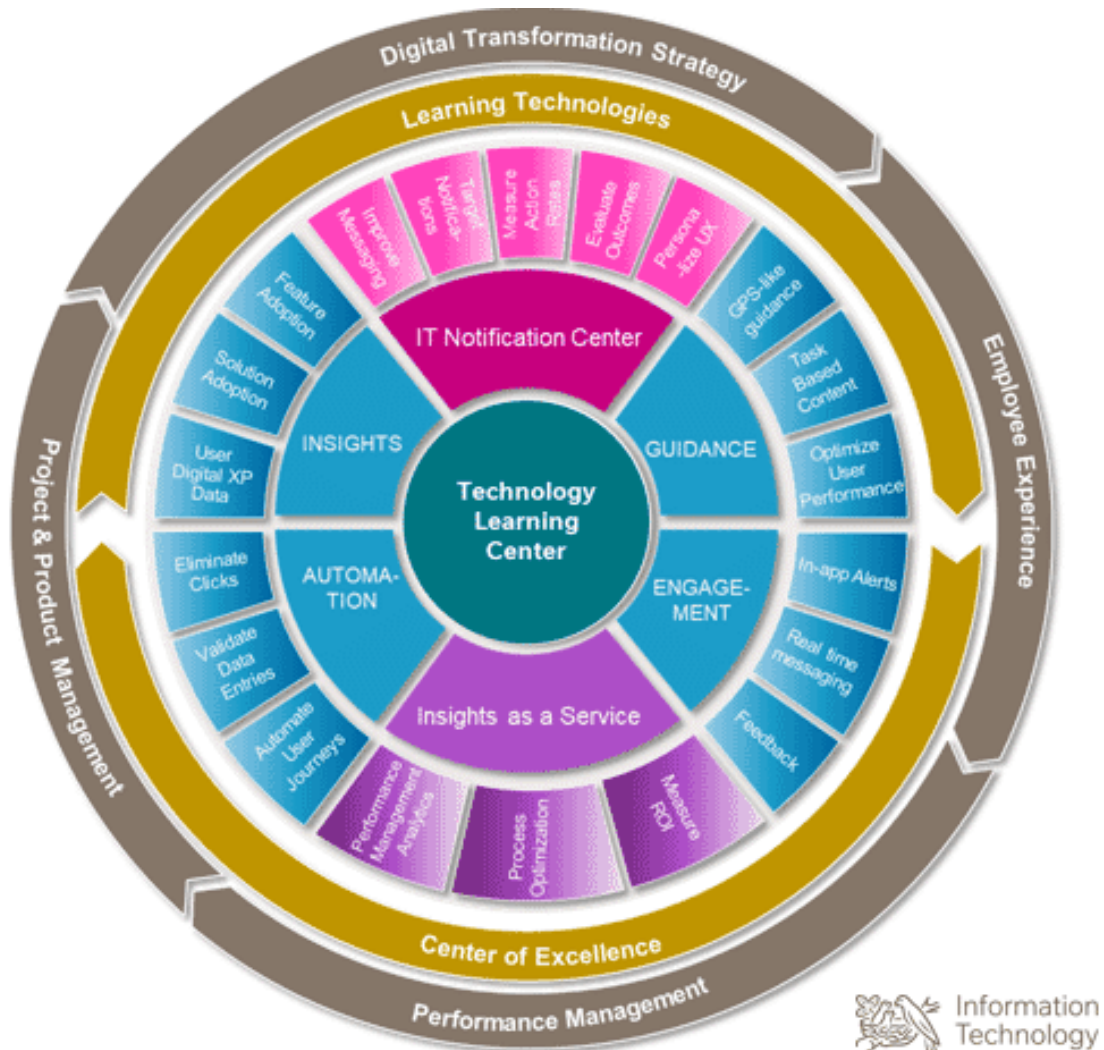 Digital Transformation Strategy
Learning Technologies
Improve
Messaging
Target
Notifica-
tions
Measure
Action
Rates
Evaluate
Outcomes
Persona
-lize UX
IT Notification Center
Feature
Adoption
Solution
Adoption
User
Digital XP
Data
INSIGHTS
GPS-like
guidance
Task
Based
Content
Optimize
User
Performance
GUIDANCE
Technology
Learning
Center
Eliminate
Clicks
Validate
Data
Entries
Automate
User
Journeys
AUTOMA-
TION
In-app Alerts
Real time
messaging
Feedback
ENGAGE-
MENT
Insights as a Service
Performance
Management
Analytics
Process
Optimization
Measure
ROI
Project & Product Management
Employee Experience
Center of Excellence
Performance Management
Information
Technology